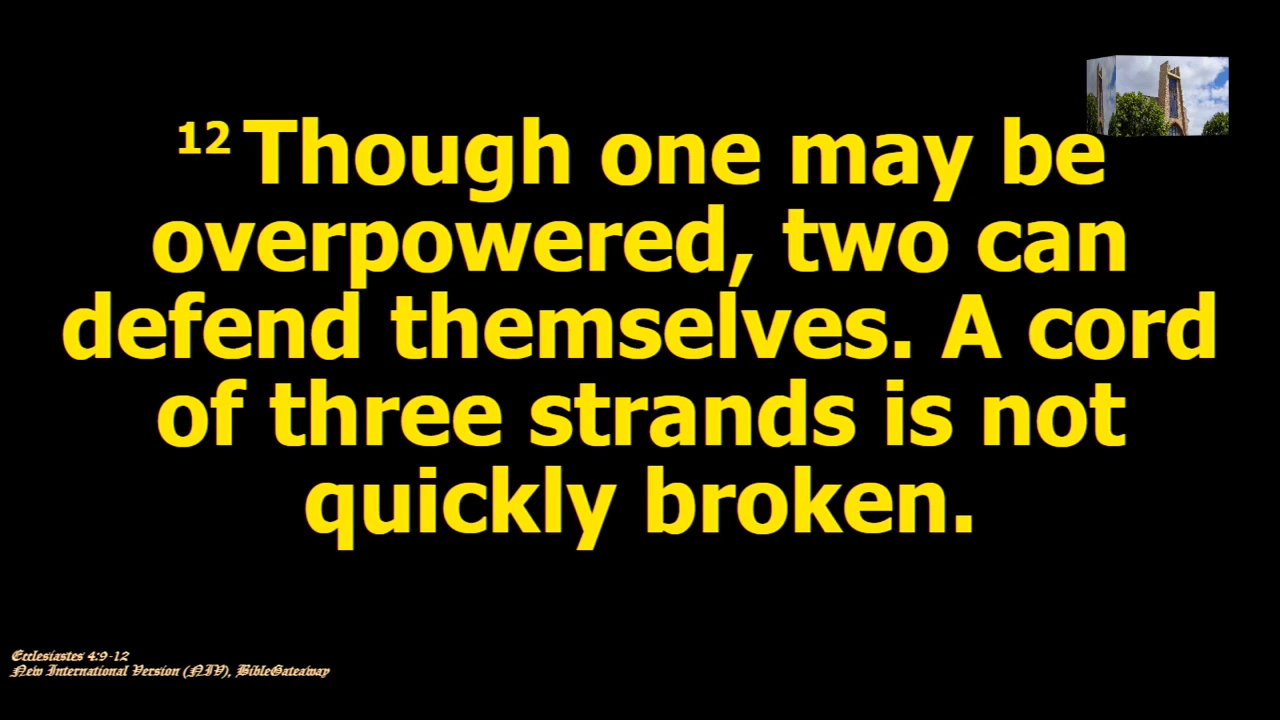 12 Though one may be
overpowered, two can
defend themselves. A cord
of three strands is not
quickly broken.
Ecclesiastes 4:9-12
New International Version (NIV), BibleGateaway